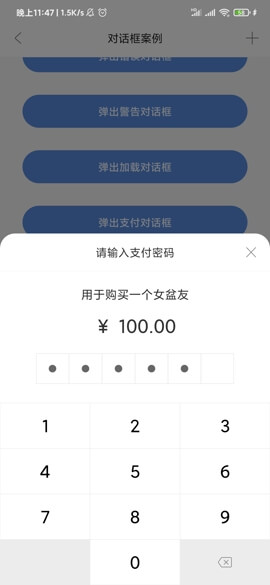 晚上11:47 | 1.5K/s
58
对话框案例
弹出错误对话框
弹出警告对话框
弹出加载对话框
弹出支付对话框
请输入支付密码
用于购买一个女盆友
¥ 100.00
1 2 3
4 5 6
7 8 9
0